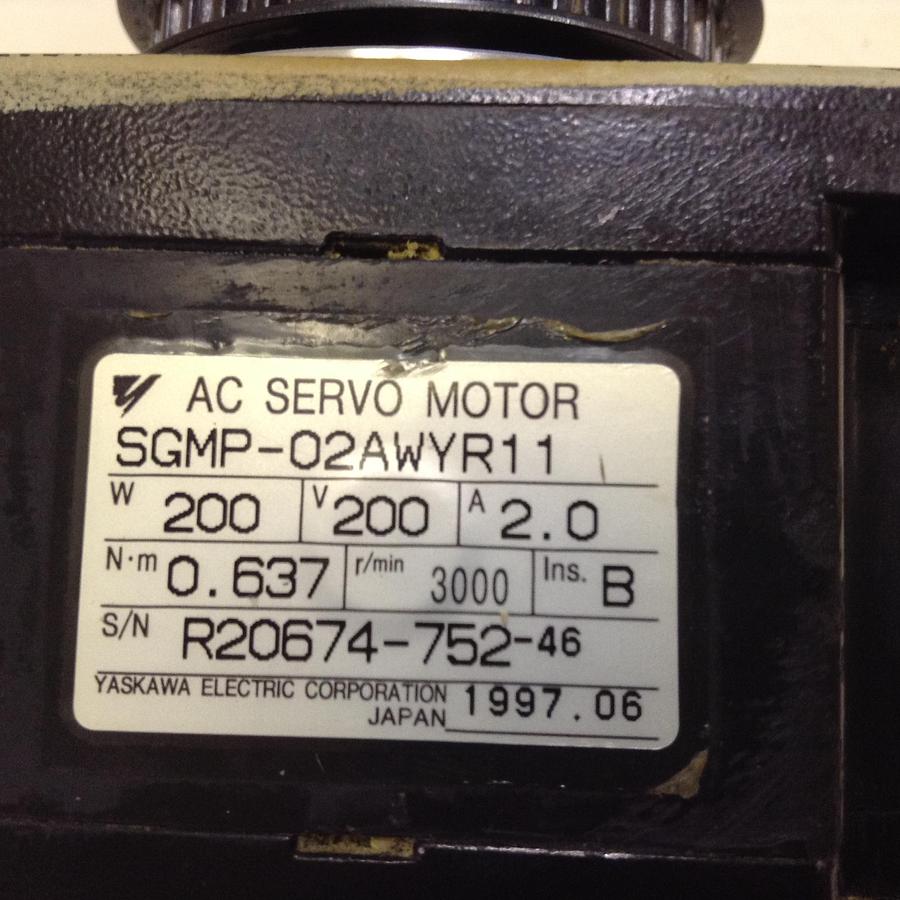 AC SERVO MOTOR
SGMP-02AWYR11
W 200 V 200 A 2.0
N·m 0.637 r/min 3000 Ins. B
S/N R20674-752-46
YASKAWA ELECTRIC CORPORATION 1997.06
JAPAN